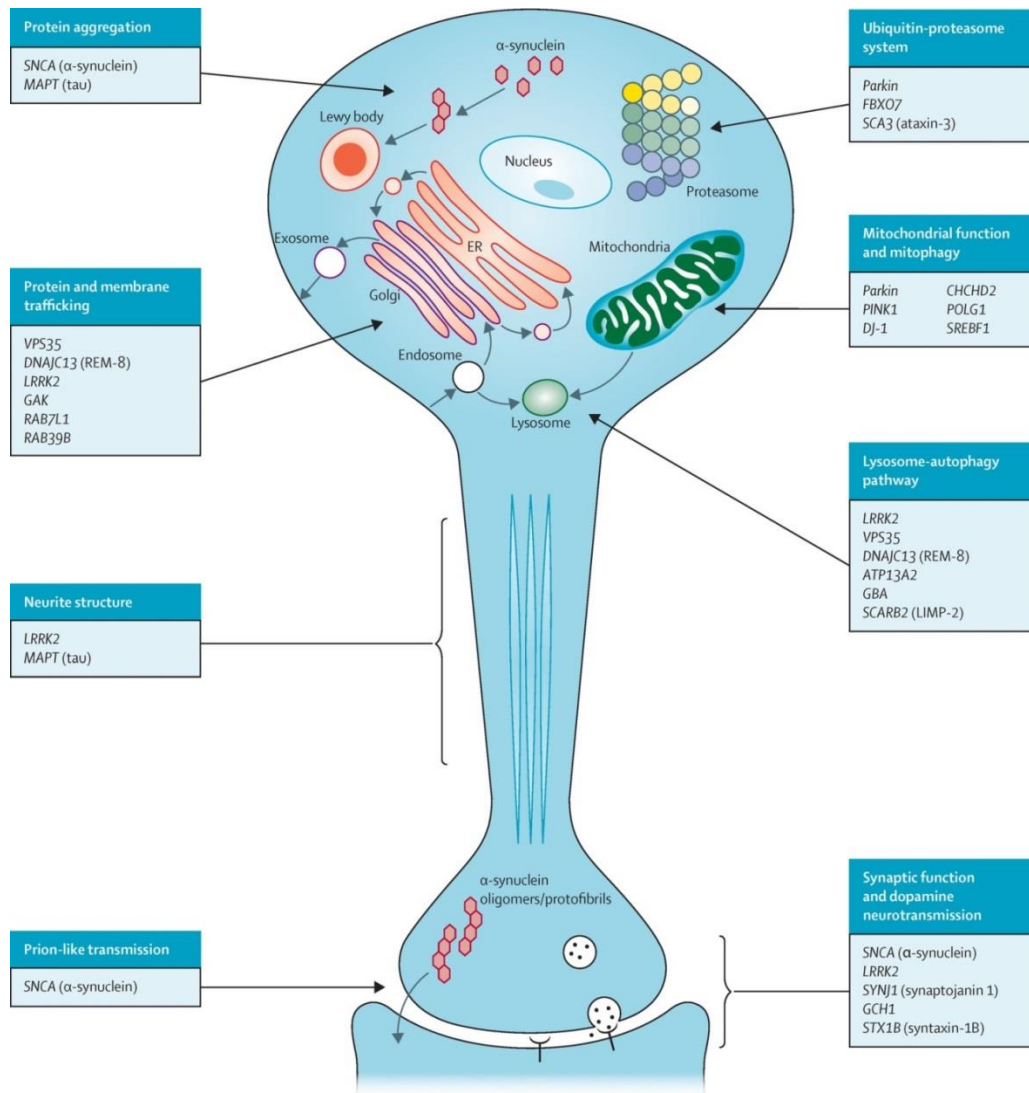 Protein aggregation
SNCA (α-synuclein)
MAPT (tau)
α-synuclein
Lewy body
Nucleus
Proteasome
Ubiquitin-proteasome
system
Parkin
FBXO7
SCA3 (ataxin-3)
Exosome
ER
Golgi
Mitochondria
Endosome
Lysosome
Protein and membrane
trafficking
VPS35
DNAJC13 (REM-8)
LRRK2
GAK
RAB7L1
RAB39B
Mitochondrial function
and mitophagy
Parkin CHCHD2
PINK1 POLG1
DJ-1 SREBF1
Lysosome-autophagy
pathway
LRRK2
VPS35
DNAJC13 (REM-8)
ATP13A2
GBA
SCARB2 (LIMP-2)
Neurite structure
LRRK2
MAPT (tau)
α-synuclein
oligomers/protofibrils
Prion-like transmission
SNCA (α-synuclein)
Synaptic function
and dopamine
neurotransmission
SNCA (α-synuclein)
LRRK2
SYNJ1 (synaptojanin 1)
GCH1
STX1B (syntaxin-1B)